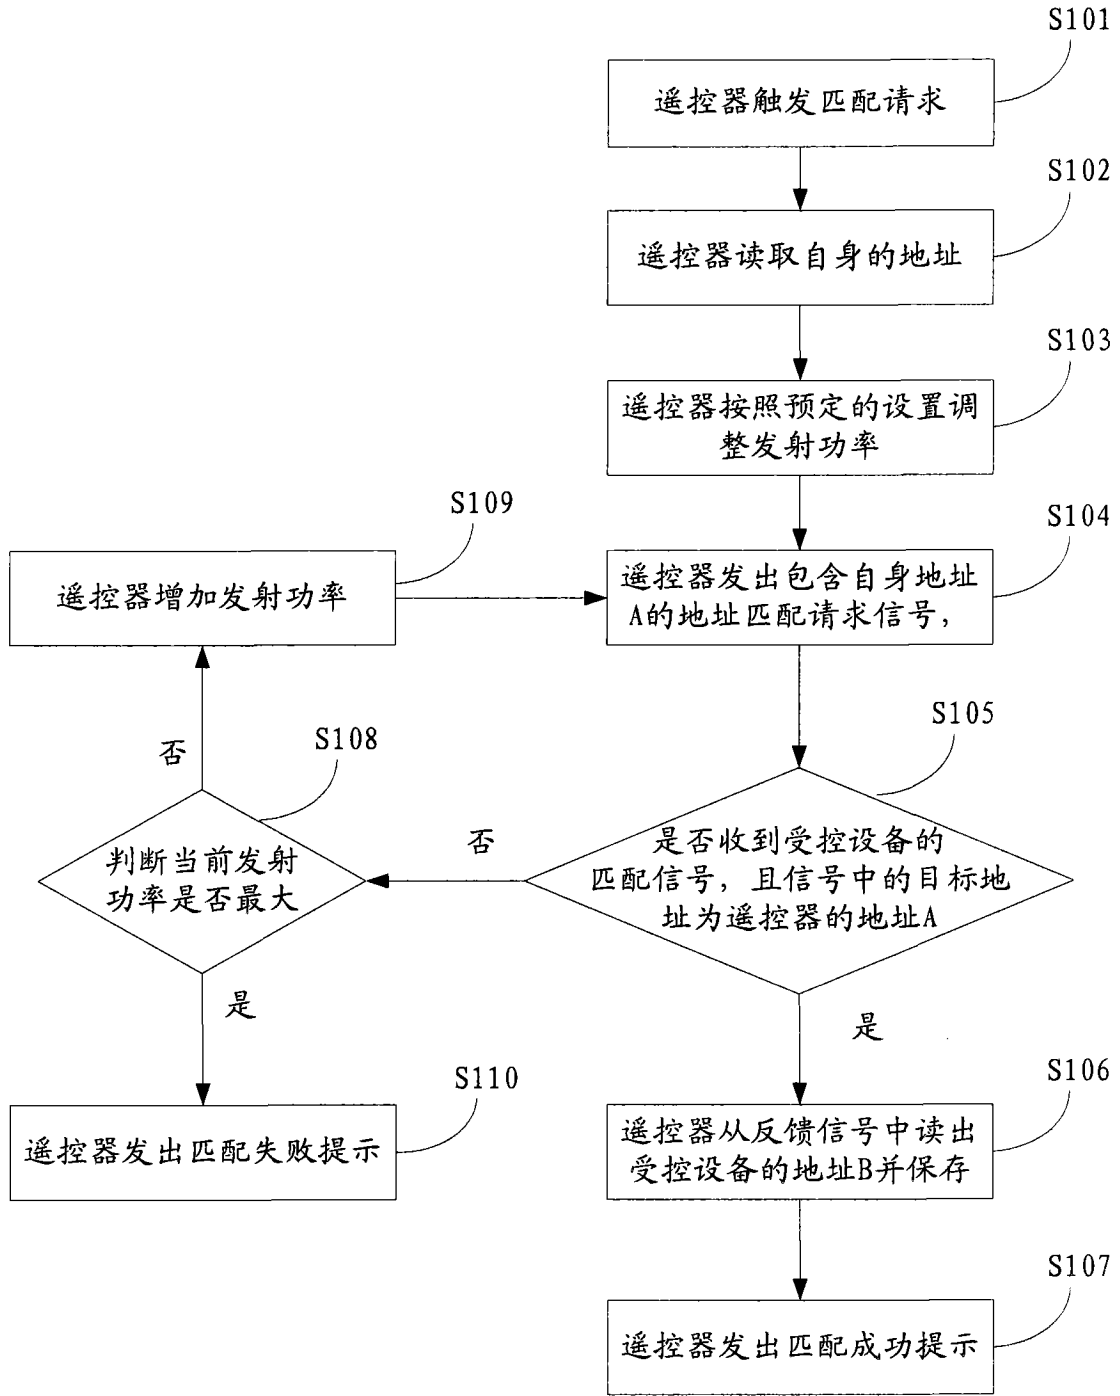 S101
遥控器触发匹配请求
S102
遥控器读取自身的地址
S103
遥控器按照预定的设置调
整发射功率
S109
遥控器增加发射功率
S104
遥控器发出包含自身地址
A的地址匹配请求信号，
S105
是否收到受控设备的
匹配信号，且信号中的目标地
址为遥控器的地址A
否
S108
判断当前发射
功率是否最大
否
是
是
S110
遥控器发出匹配失败提示
S106
遥控器从反馈信号中读出
受控设备的地址B并保存
S107
遥控器发出匹配成功提示